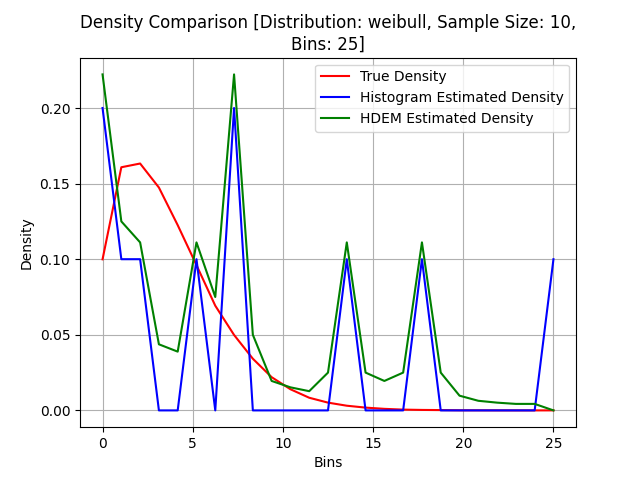 Density Comparison [Distribution: weibull, Sample Size: 10,
Bins: 25]
True Density
Histogram Estimated Density
HDEM Estimated Density
Density
0.20
0.15
0.10
0.05
0.00
0 5 10 15 20 25
Bins